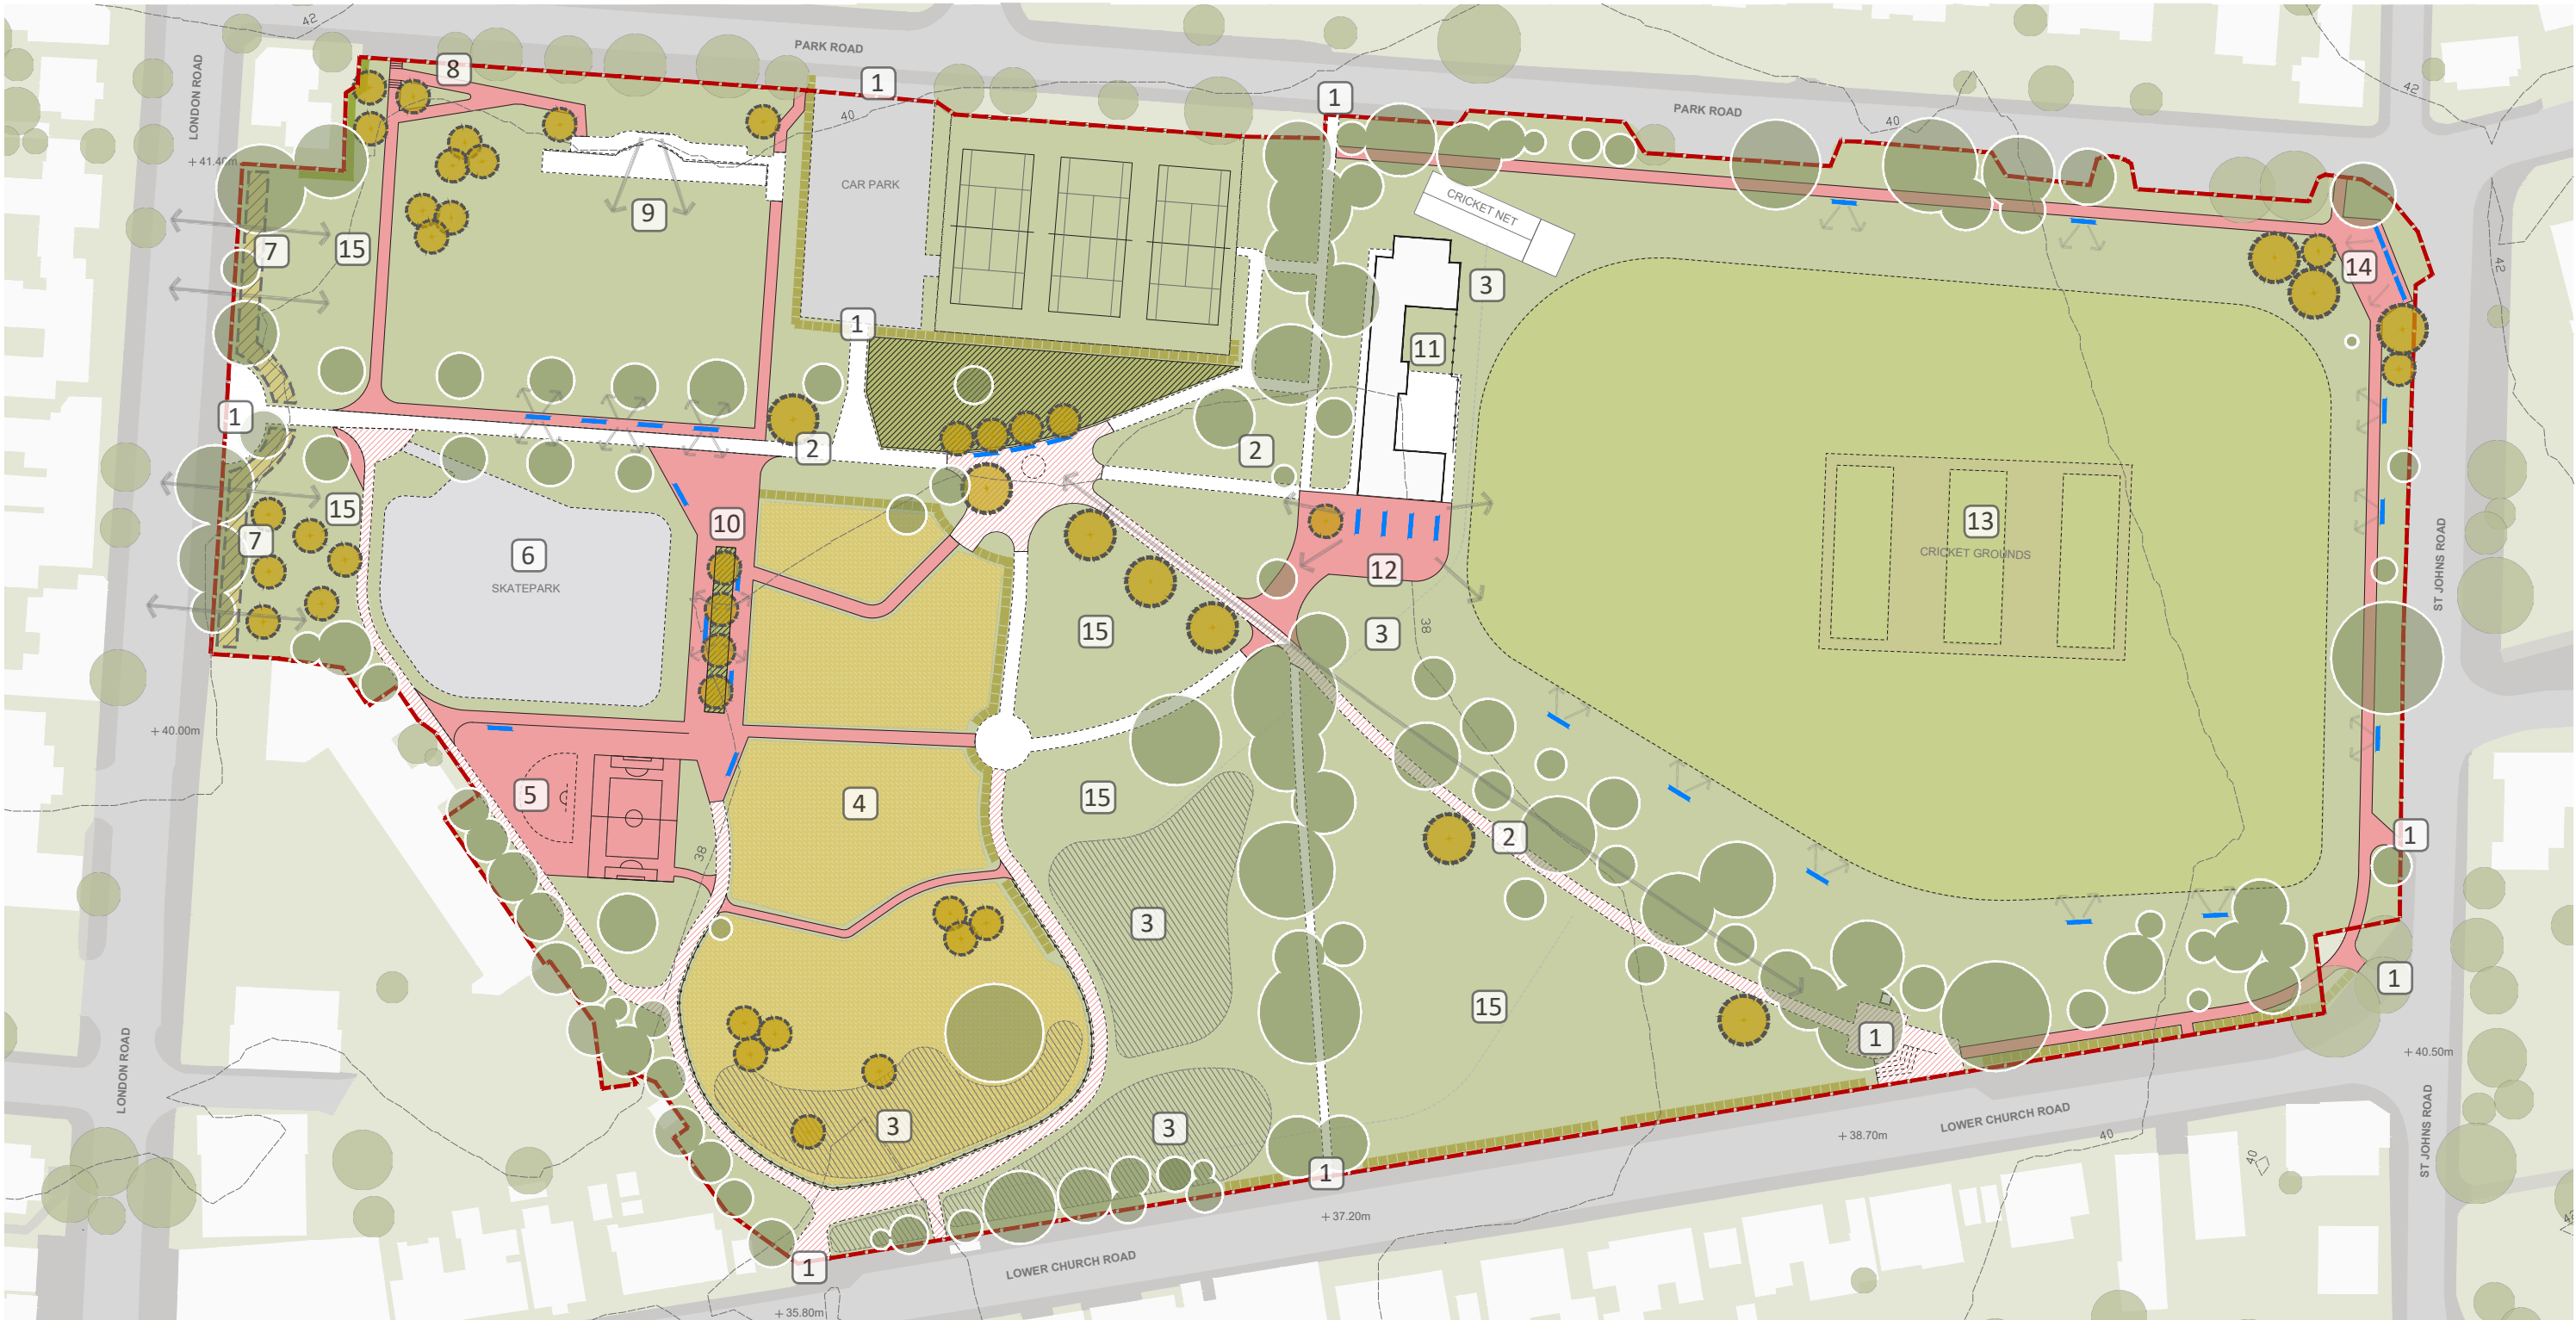 42
PARK ROAD
LONDON ROAD
8
1
40
1
PARK ROAD
40
42
+41.40m
CAR PARK
CRICKET NET
9
7
15
3
14
42
1
11
1
2
2
15
7
10
6
SKATEPARK
13
CRICKET GROUNDS
12
ST JOHNS ROAD
15
3
38
+40.00m
5
4
15
2
1
38
3
15
1
1
3
3
1
LONDON ROAD
+40.50m
ST JOHNS ROAD
LOWER CHURCH ROAD
+38.70m
40
40
+37.20m
1
LOWER CHURCH ROAD
+35.80m